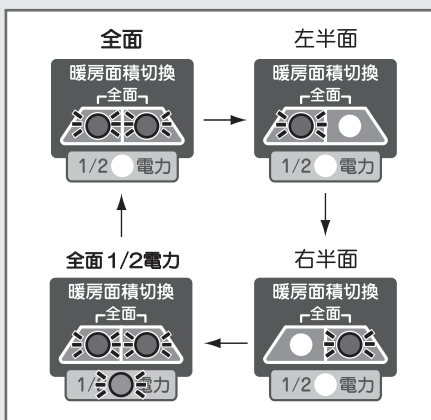 全面
暖房面積切換
全面
1/2 電力
左半面
暖房面積切換
全面
1/2 電力
全面1/2電力
暖房面積切換
全面
1/ 電力
右半面
暖房面積切換
全面
1/2 電力